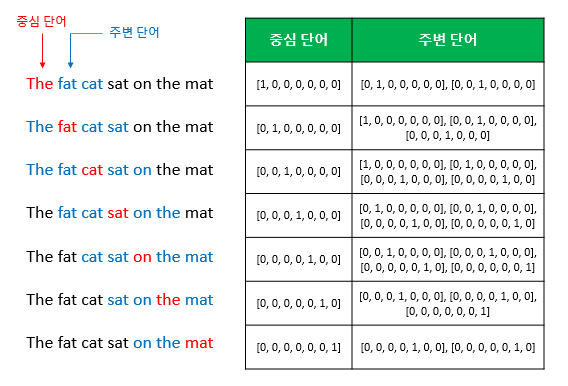 중심 단어
주변 단어
The fat cat sat on the mat
The fat cat sat on the mat
The fat cat sat on the mat
The fat cat sat on the mat
The fat cat sat on the mat
The fat cat sat on the mat
The fat cat sat on the mat
중심 단어 주변 단어
[1, 0, 0, 0, 0, 0, 0] [0, 1, 0, 0, 0, 0, 0], [0, 0, 1, 0, 0, 0, 0]
[0, 1, 0, 0, 0, 0, 0] [1, 0, 0, 0, 0, 0, 0], [0, 0, 1, 0, 0, 0, 0],
[0, 0, 0, 1, 0, 0, 0]
[0, 0, 1, 0, 0, 0, 0] [1, 0, 0, 0, 0, 0, 0], [0, 1, 0, 0, 0, 0, 0],
[0, 0, 0, 1, 0, 0, 0], [0, 0, 0, 0, 1, 0, 0]
[0, 0, 0, 1, 0, 0, 0] [0, 1, 0, 0, 0, 0, 0], [0, 0, 1, 0, 0, 0, 0],
[0, 0, 0, 0, 1, 0, 0], [0, 0, 0, 0, 0, 1, 0]
[0, 0, 0, 0, 1, 0, 0] [0, 0, 1, 0, 0, 0, 0], [0, 0, 0, 1, 0, 0, 0],
[0, 0, 0, 0, 0, 1, 0], [0, 0, 0, 0, 0, 0, 1]
[0, 0, 0, 0, 0, 1, 0] [0, 0, 0, 1, 0, 0, 0], [0, 0, 0, 0, 1, 0, 0],
[0, 0, 0, 0, 0, 0, 1]
[0, 0, 0, 0, 0, 0, 1] [0, 0, 0, 0, 1, 0, 0], [0, 0, 0, 0, 0, 1, 0]